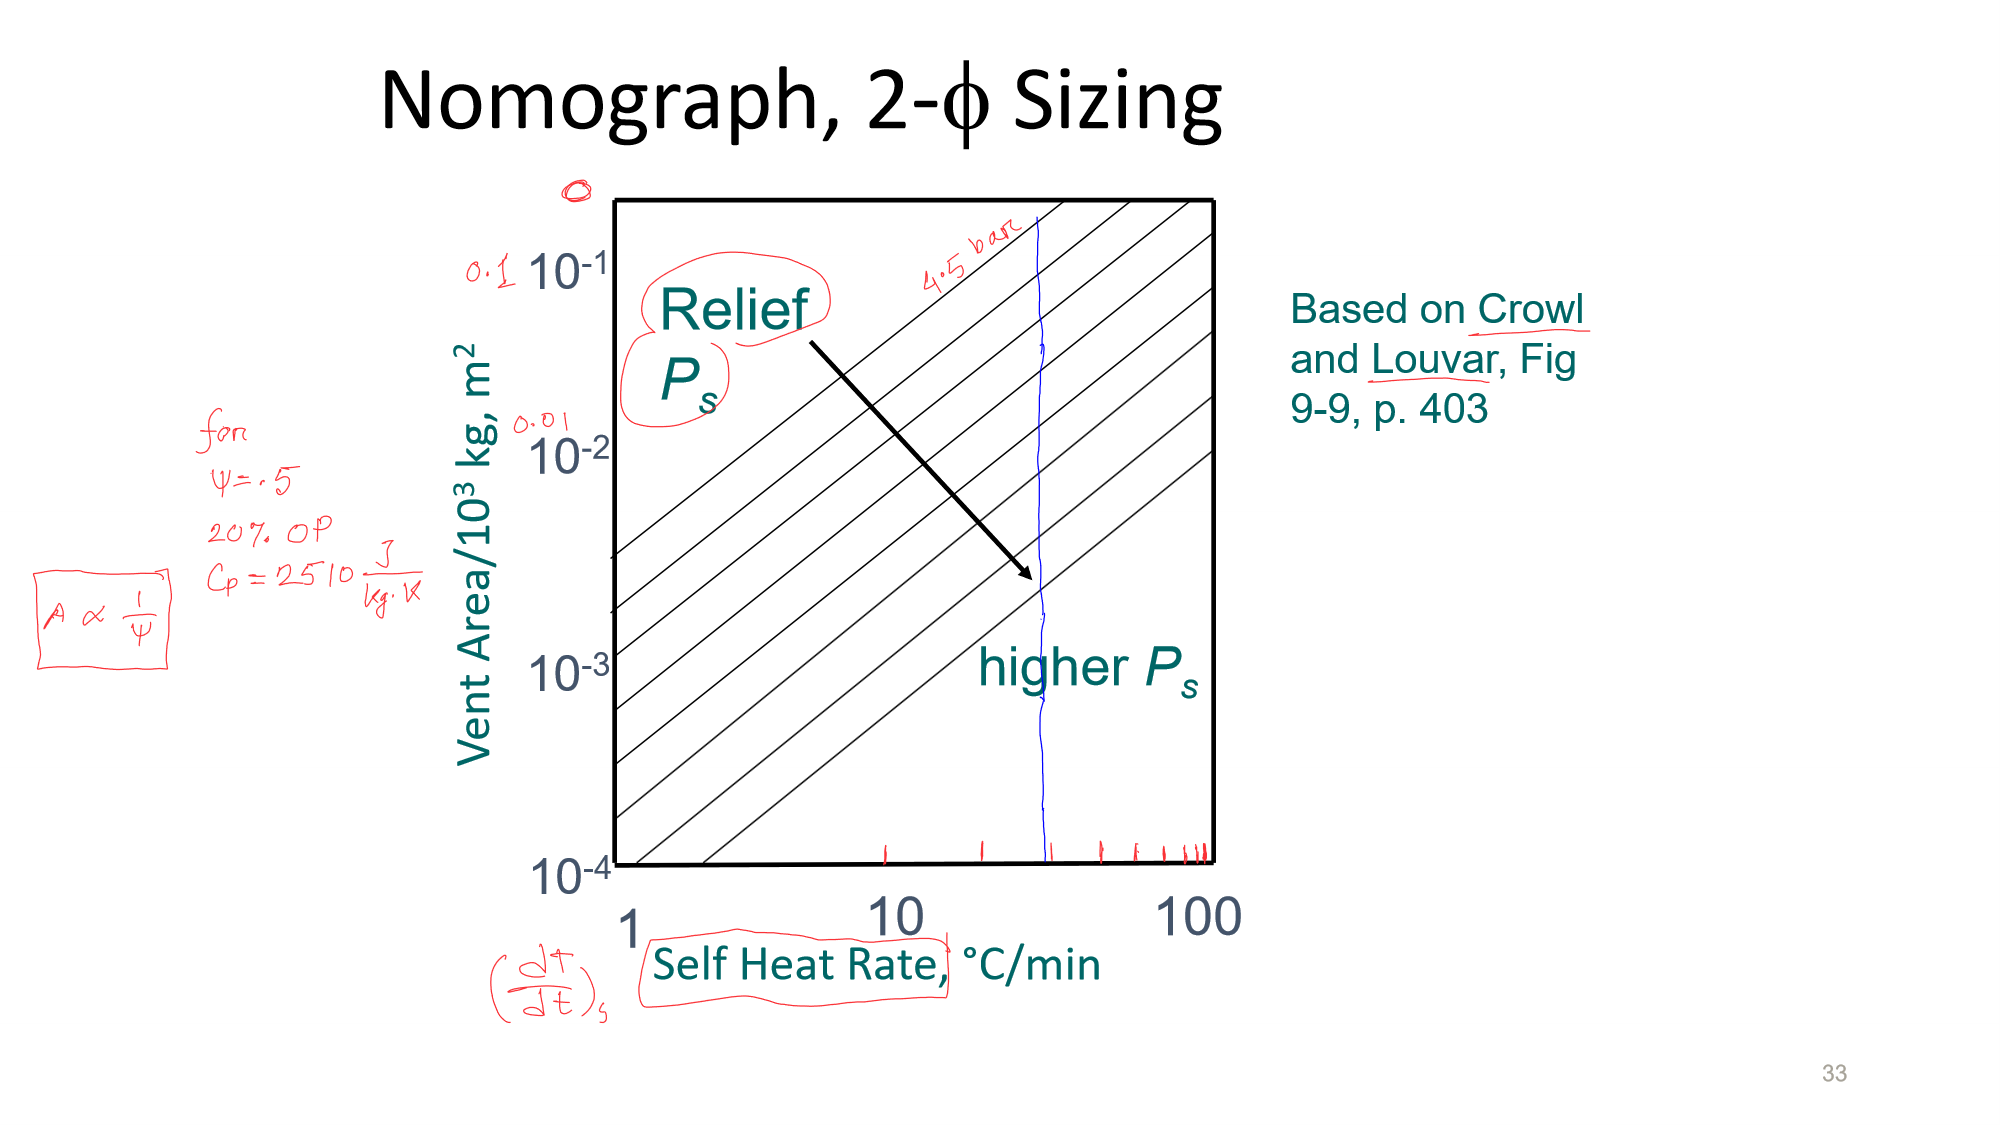 Nomograph, 2-ϕ Sizing
0.1 10⁻¹
4.5 bar
Relief
Pₛ
Based on Crowl
and Louvar, Fig
9-9, p. 403
0.01
10⁻²
Vent Area/10³ kg, m²
for
Ψ = .5
20% OP
Cp = 2510 J/kg.K
A ∝ 1/Ψ
10⁻³
higher Pₛ
10⁻⁴
1 10 100
(dT/dt)s
Self Heat Rate, °C/min
33